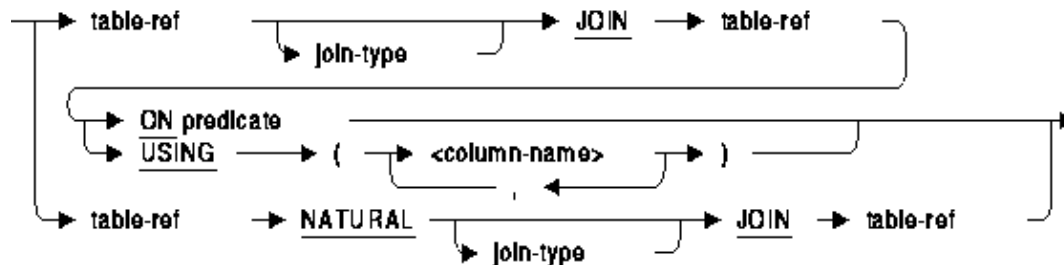 table-ref JOIN table-ref
join-type
ON predicate
USING ( <column-name> )
,
table-ref NATURAL JOIN table-ref
join-type